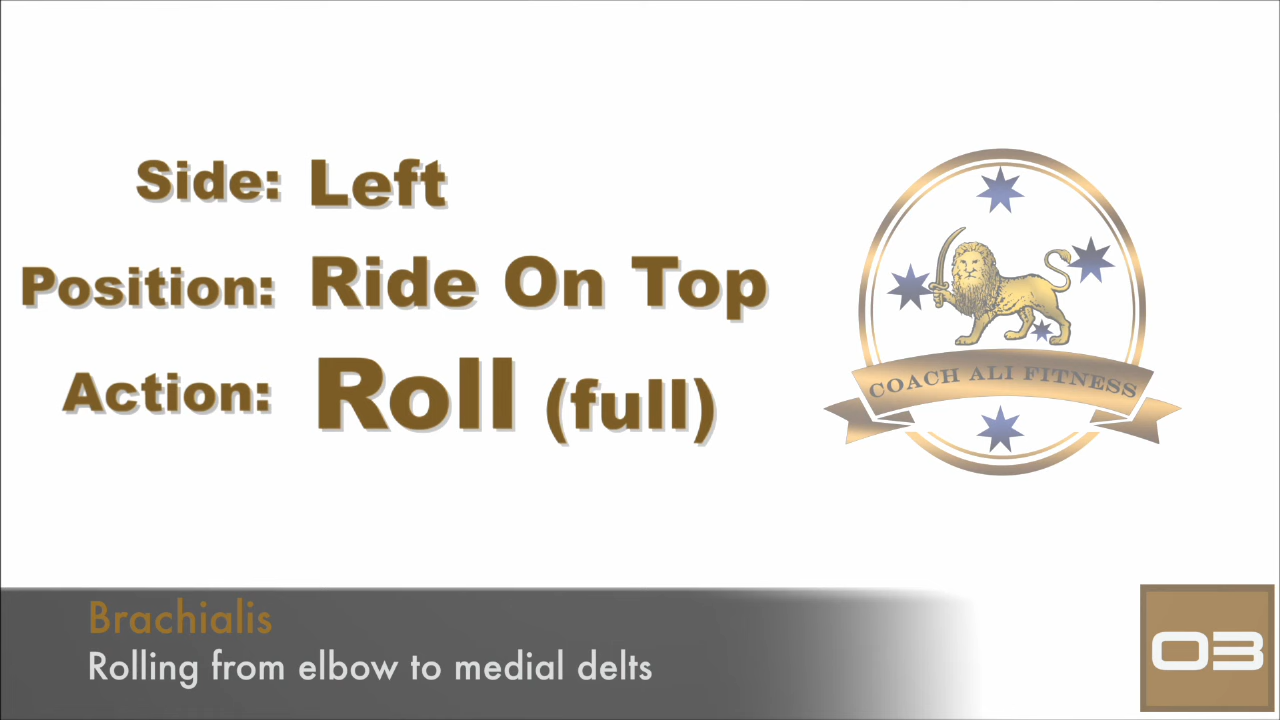 Side: Left
Position: Ride On Top
Action: Roll (full)
COACH ALI FITNESS
Brachialis
Rolling from elbow to medial delts
03